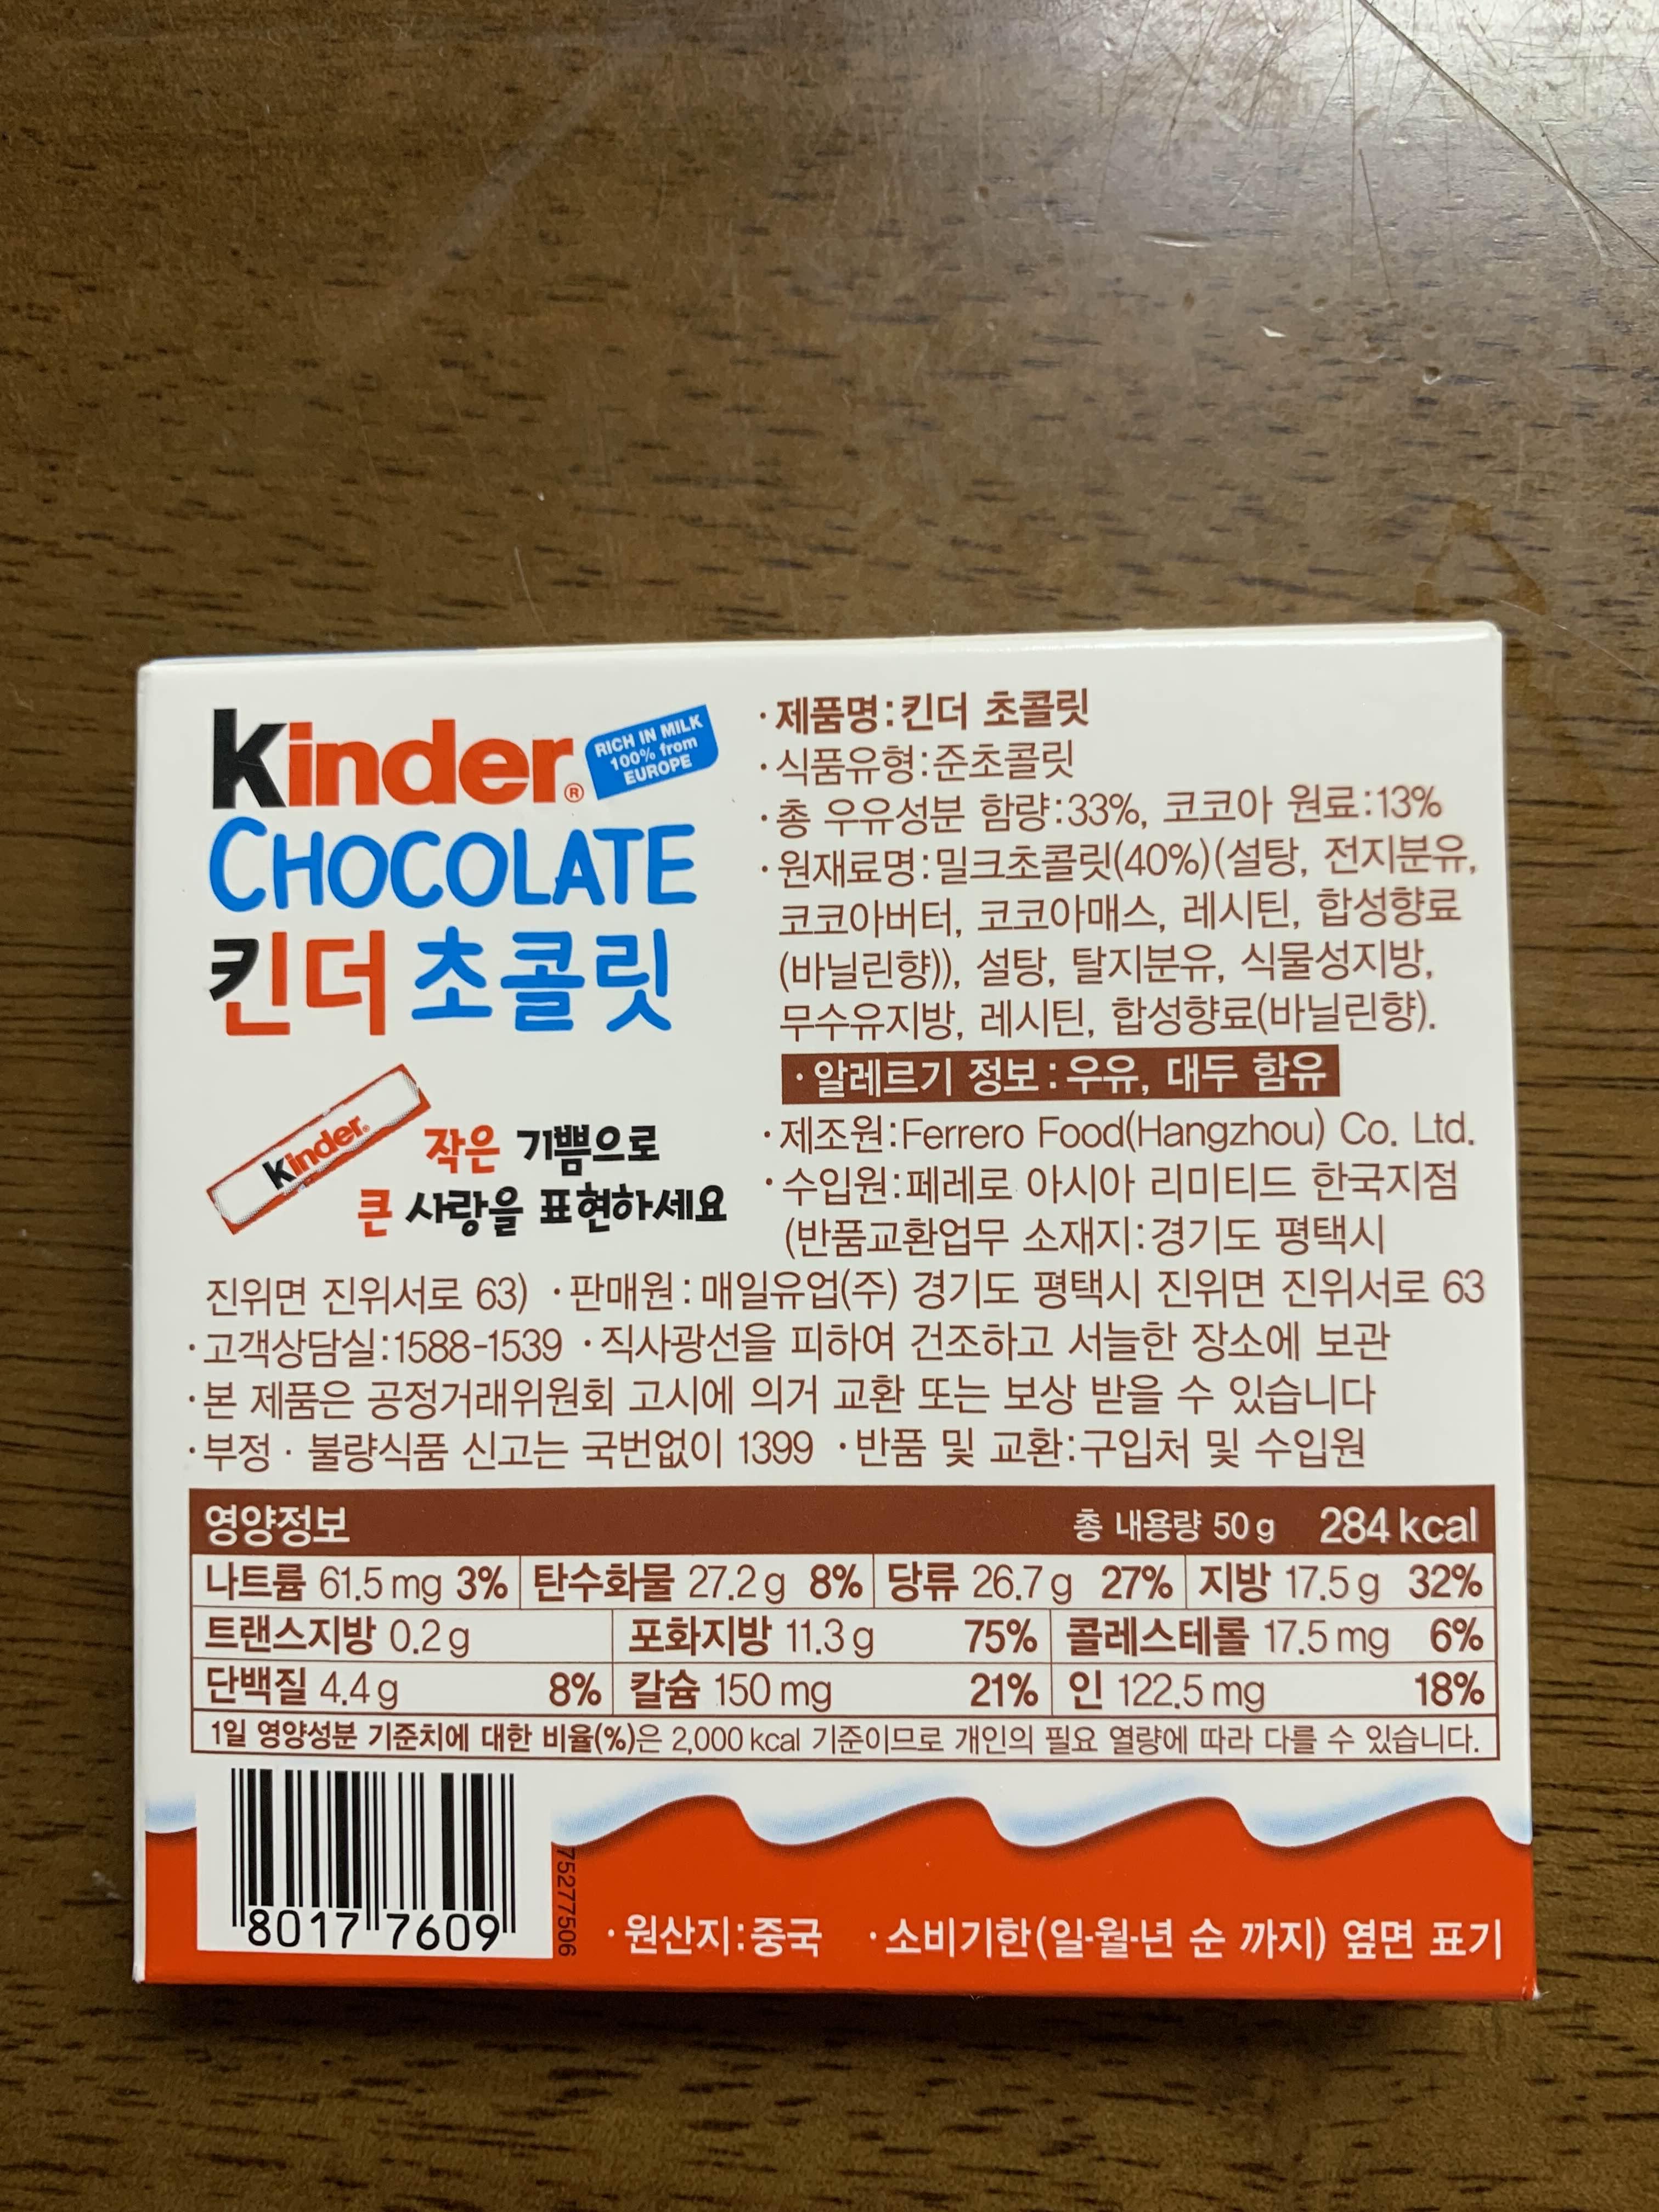 Kinder®
RICH IN MILK
100% from
EUROPE
CHOCOLATE
킨더 초콜릿
Kinder
작은 기쁨으로
큰 사랑을 표현하세요
· 제품명:킨더 초콜릿
· 식품유형:준초콜릿
· 총 우유성분 함량:33%, 코코아 원료:13%
· 원재료명:밀크초콜릿(40%)(설탕, 전지분유,
코코아버터, 코코아매스, 레시틴, 합성향료
(바닐린향)), 설탕, 탈지분유, 식물성지방,
무수유지방, 레시틴, 합성향료(바닐린향).
· 알레르기 정보 : 우유, 대두 함유
· 제조원:Ferrero Food(Hangzhou) Co. Ltd.
· 수입원:페레로 아시아 리미티드 한국지점
(반품교환업무 소재지:경기도 평택시
진위면 진위서로 63) · 판매원 : 매일유업(주) 경기도 평택시 진위면 진위서로 63
· 고객상담실:1588-1539 · 직사광선을 피하여 건조하고 서늘한 장소에 보관
· 본 제품은 공정거래위원회 고시에 의거 교환 또는 보상 받을 수 있습니다
· 부정 · 불량식품 신고는 국번없이 1399 · 반품 및 교환:구입처 및 수입원
영양정보 총 내용량 50 g 284 kcal
나트륨 61.5 mg 3% 탄수화물 27.2 g 8% 당류 26.7 g 27% 지방 17.5 g 32%
트랜스지방 0.2 g 포화지방 11.3 g 75% 콜레스테롤 17.5 mg 6%
단백질 4.4 g 8% 칼슘 150 mg 21% 인 122.5 mg 18%
1일 영양성분 기준치에 대한 비율(%)은 2,000 kcal 기준이므로 개인의 필요 열량에 따라 다를 수 있습니다.
80177609
75277506
· 원산지:중국 · 소비기한(일·월·년 순 까지) 옆면 표기